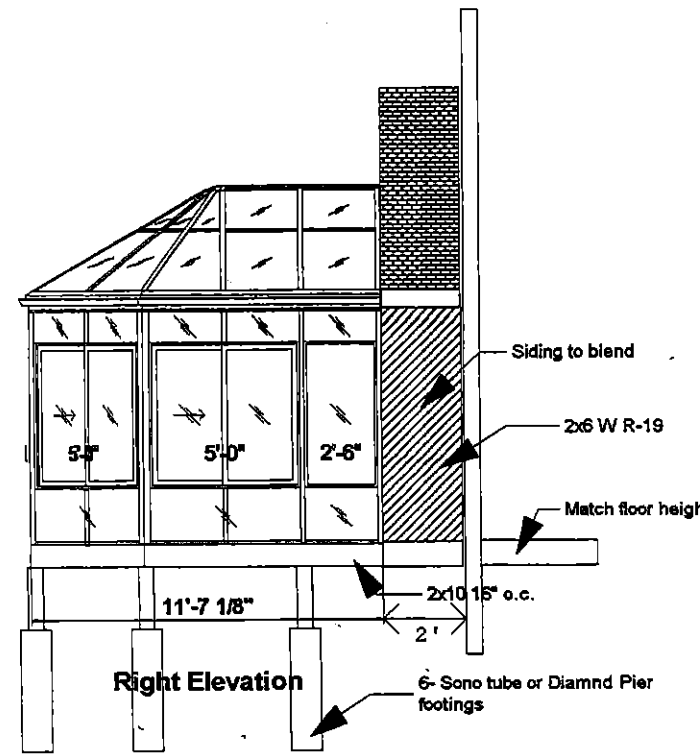 Siding to blend
2x6 W R-19
5'-0" 2'-6"
Match floor heigh
2x10 16" o.c.
11'-7 1/8"
2 '
Right Elevation
6- Sono tube or Diamnd Pier
footings